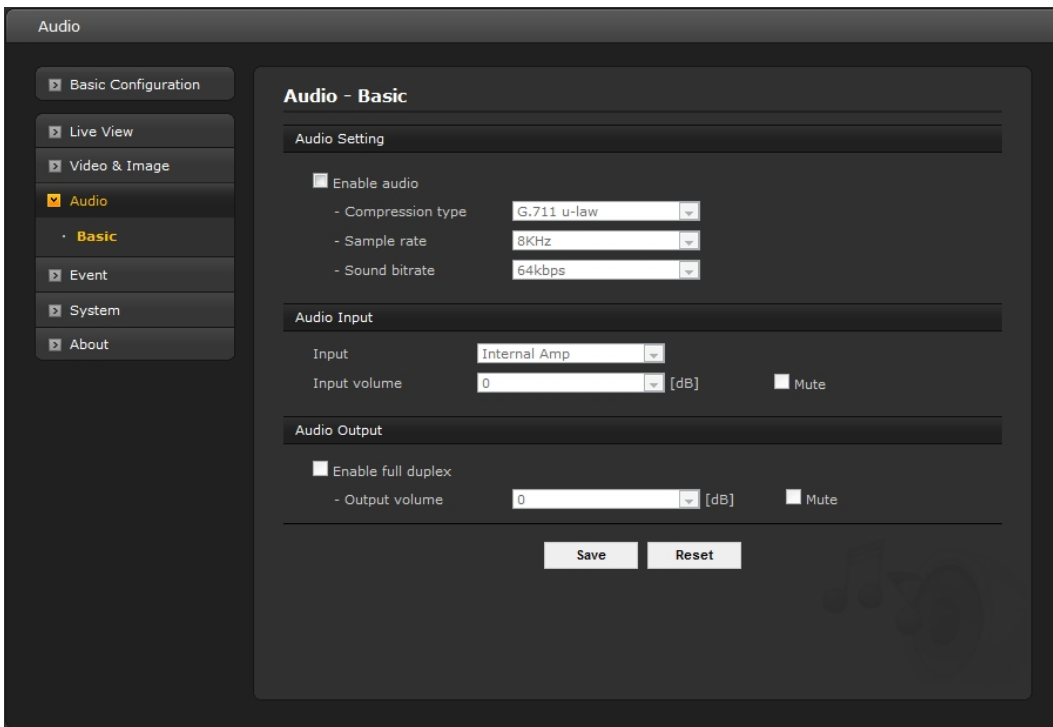 Audio
Basic Configuration
Live View
Video & Image
Audio
· Basic
Event
System
About
Audio - Basic
Audio Setting
Enable audio
- Compression type G.711 u-law
- Sample rate 8KHz
- Sound bitrate 64kbps
Audio Input
Input Internal Amp
Input volume 0 [dB] Mute
Audio Output
Enable full duplex
- Output volume 0 [dB] Mute
Save Reset